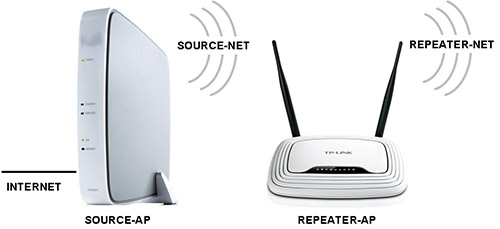 SOURCE-NET
REPEATER-NET
TP-LINK
INTERNET
SOURCE-AP
REPEATER-AP